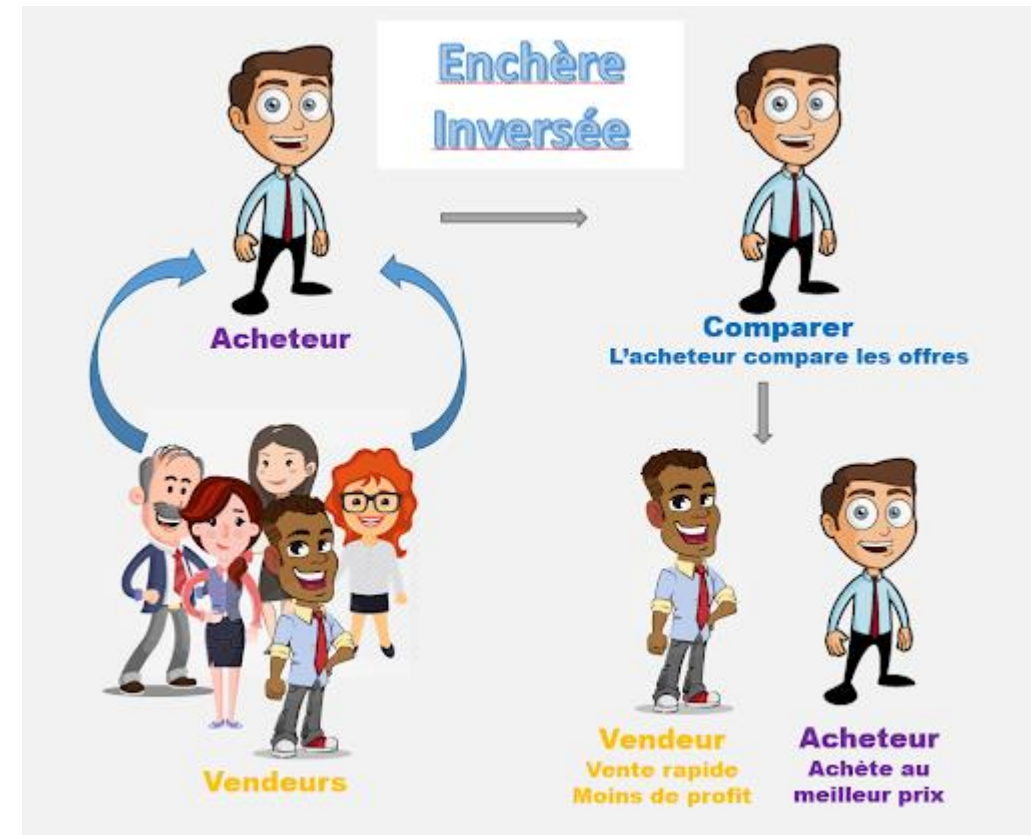 Enchère
Inversée
Acheteur
Comparer
L'acheteur compare les offres
Vendeurs
Vendeur
Vente rapide
Moins de profit
Acheteur
Achète au
meilleur prix